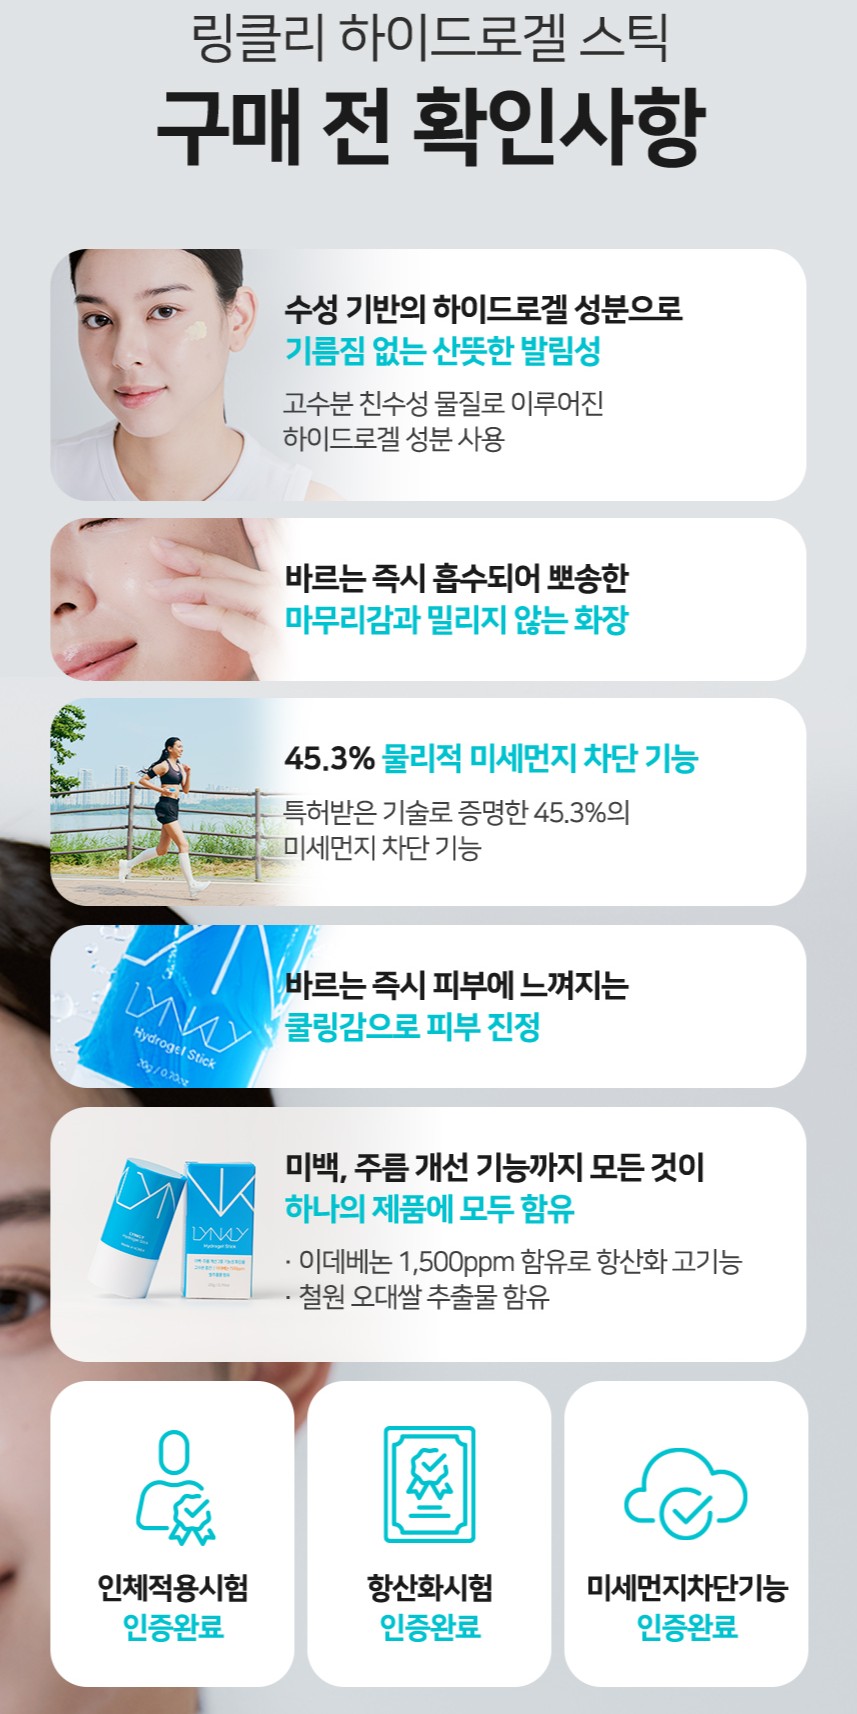 링클리 하이드로겔 스틱
구매 전 확인사항
수성 기반의 하이드로겔 성분으로
기름짐 없는 산뜻한 발림성
고수분 친수성 물질로 이루어진
하이드로겔 성분 사용
바르는 즉시 흡수되어 뽀송한
마무리감과 밀리지 않는 화장
45.3% 물리적 미세먼지 차단 기능
특허받은 기술로 증명한 45.3%의
미세먼지 차단 기능
LYNKLY
Hydrogel Stick
20g / 0.70oz
바르는 즉시 피부에 느껴지는
쿨링감으로 피부 진정
LYNKLY
Hydrogel Stick
미백, 주름 개선 기능까지 모든 것이
하나의 제품에 모두 함유
· 이데베논 1,500ppm 함유로 항산화 고기능
· 철원 오대쌀 추출물 함유
인체적용시험
인증완료
항산화시험
인증완료
미세먼지차단기능
인증완료